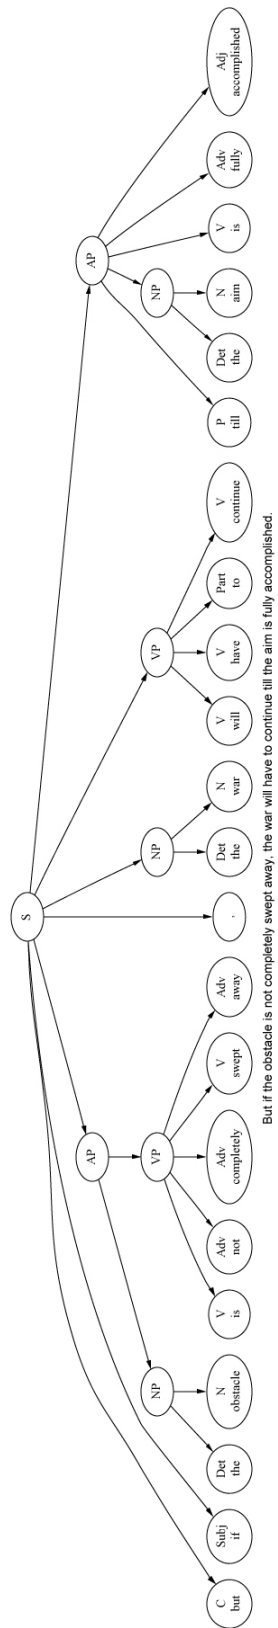 S
AP
AP
NP
VP
NP
VP
NP
C
but
Subj
if
Det
the
N
obstacle
V
is
Adv
not
Adv
completely
V
swept
Adv
away
,
Det
the
N
war
V
will
V
have
Part
to
V
continue
P
till
Det
the
N
aim
V
is
Adv
fully
Adj
accomplished
But if the obstacle is not completely swept away, the war will have to continue till the aim is fully accomplished.